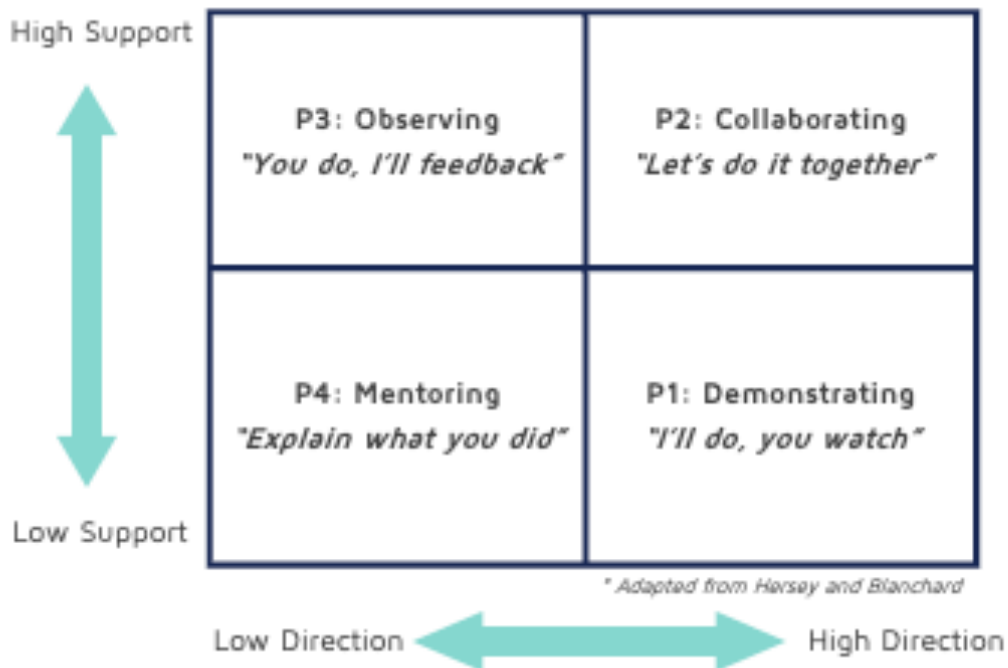 High Support
P3: Observing
"You do, I'll feedback"
P2: Collaborating
"Let's do it together"
P4: Mentoring
"Explain what you did"
P1: Demonstrating
"I'll do, you watch"
Low Support
* Adapted from Hersey and Blanchard
Low Direction
High Direction